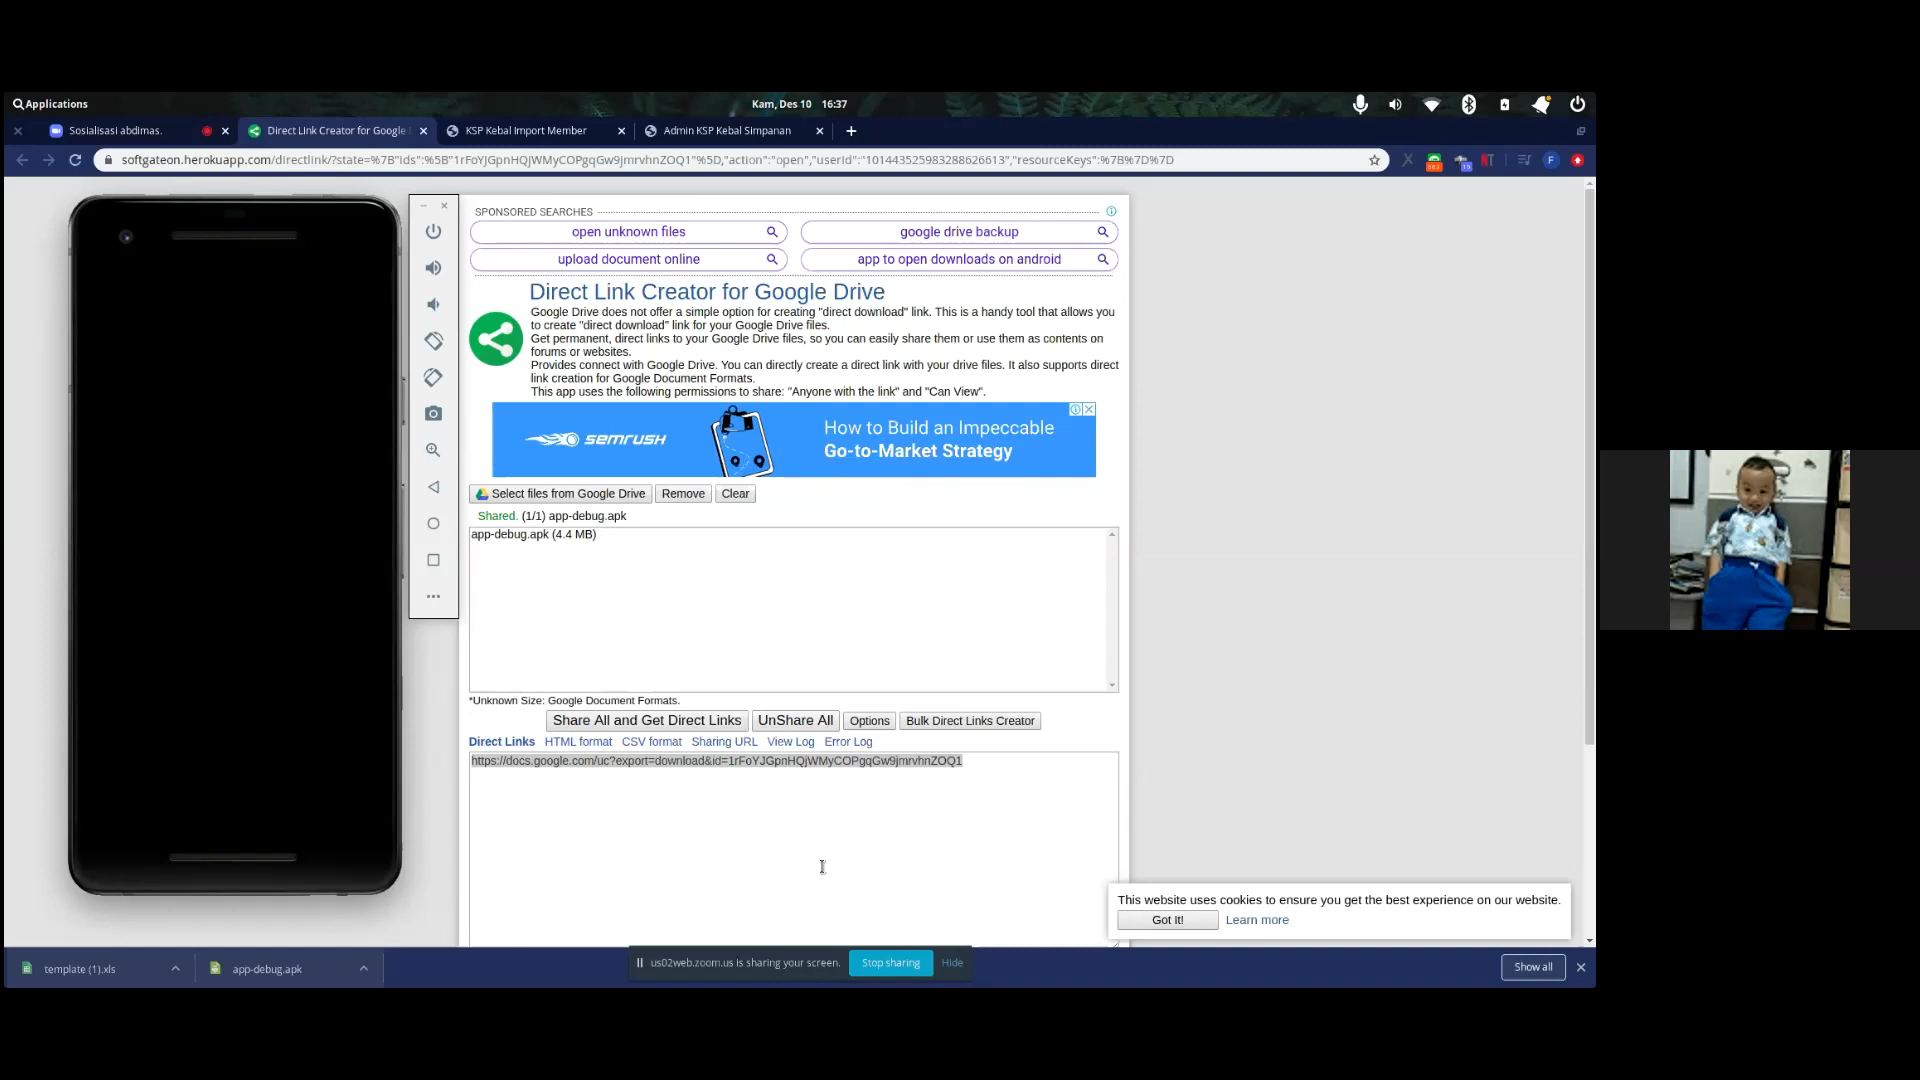 Applications
Kam, Des 10 16:37
Sosialisasi abdimas.
Direct Link Creator for Google
KSP Kebal Import Member
Admin KSP Kebal Simpanan
softgateon.herokuapp.com/directlink/?state=%7B"ids":%5B"1rFoYJGpnHQjWMyCOPgqGw9jmrvhnZOQ1"%5D,"action":"open","userId":"101443525983288626613","resourceKeys":%7B%7D%7D
F
SPONSORED SEARCHES
open unknown files
google drive backup
upload document online
app to open downloads on android
Direct Link Creator for Google Drive
Google Drive does not offer a simple option for creating "direct download" link. This is a handy tool that allows you
to create "direct download" link for your Google Drive files.
Get permanent, direct links to your Google Drive files, so you can easily share them or use them as contents on
forums or websites.
Provides connect with Google Drive. You can directly create a direct link with your drive files. It also supports direct
link creation for Google Document Formats.
This app uses the following permissions to share: "Anyone with the link" and "Can View".
SEMRUSH
How to Build an Impeccable
Go-to-Market Strategy
Select files from Google Drive
Remove
Clear
Shared. (1/1) app-debug.apk
app-debug.apk (4.4 MB)
*Unknown Size: Google Document Formats.
Share All and Get Direct Links
UnShare All
Options
Bulk Direct Links Creator
Direct Links
HTML format
CSV format
Sharing URL
View Log
Error Log
https://docs.google.com/uc?export=download&id=1rFoYJGpnHQjWMyCOPgqGw9jmrvhnZOQ1
This website uses cookies to ensure you get the best experience on our website.
Got It!
Learn more
template (1).xls
app-debug.apk
us02web.zoom.us is sharing your screen.
Stop sharing
Hide
Show all